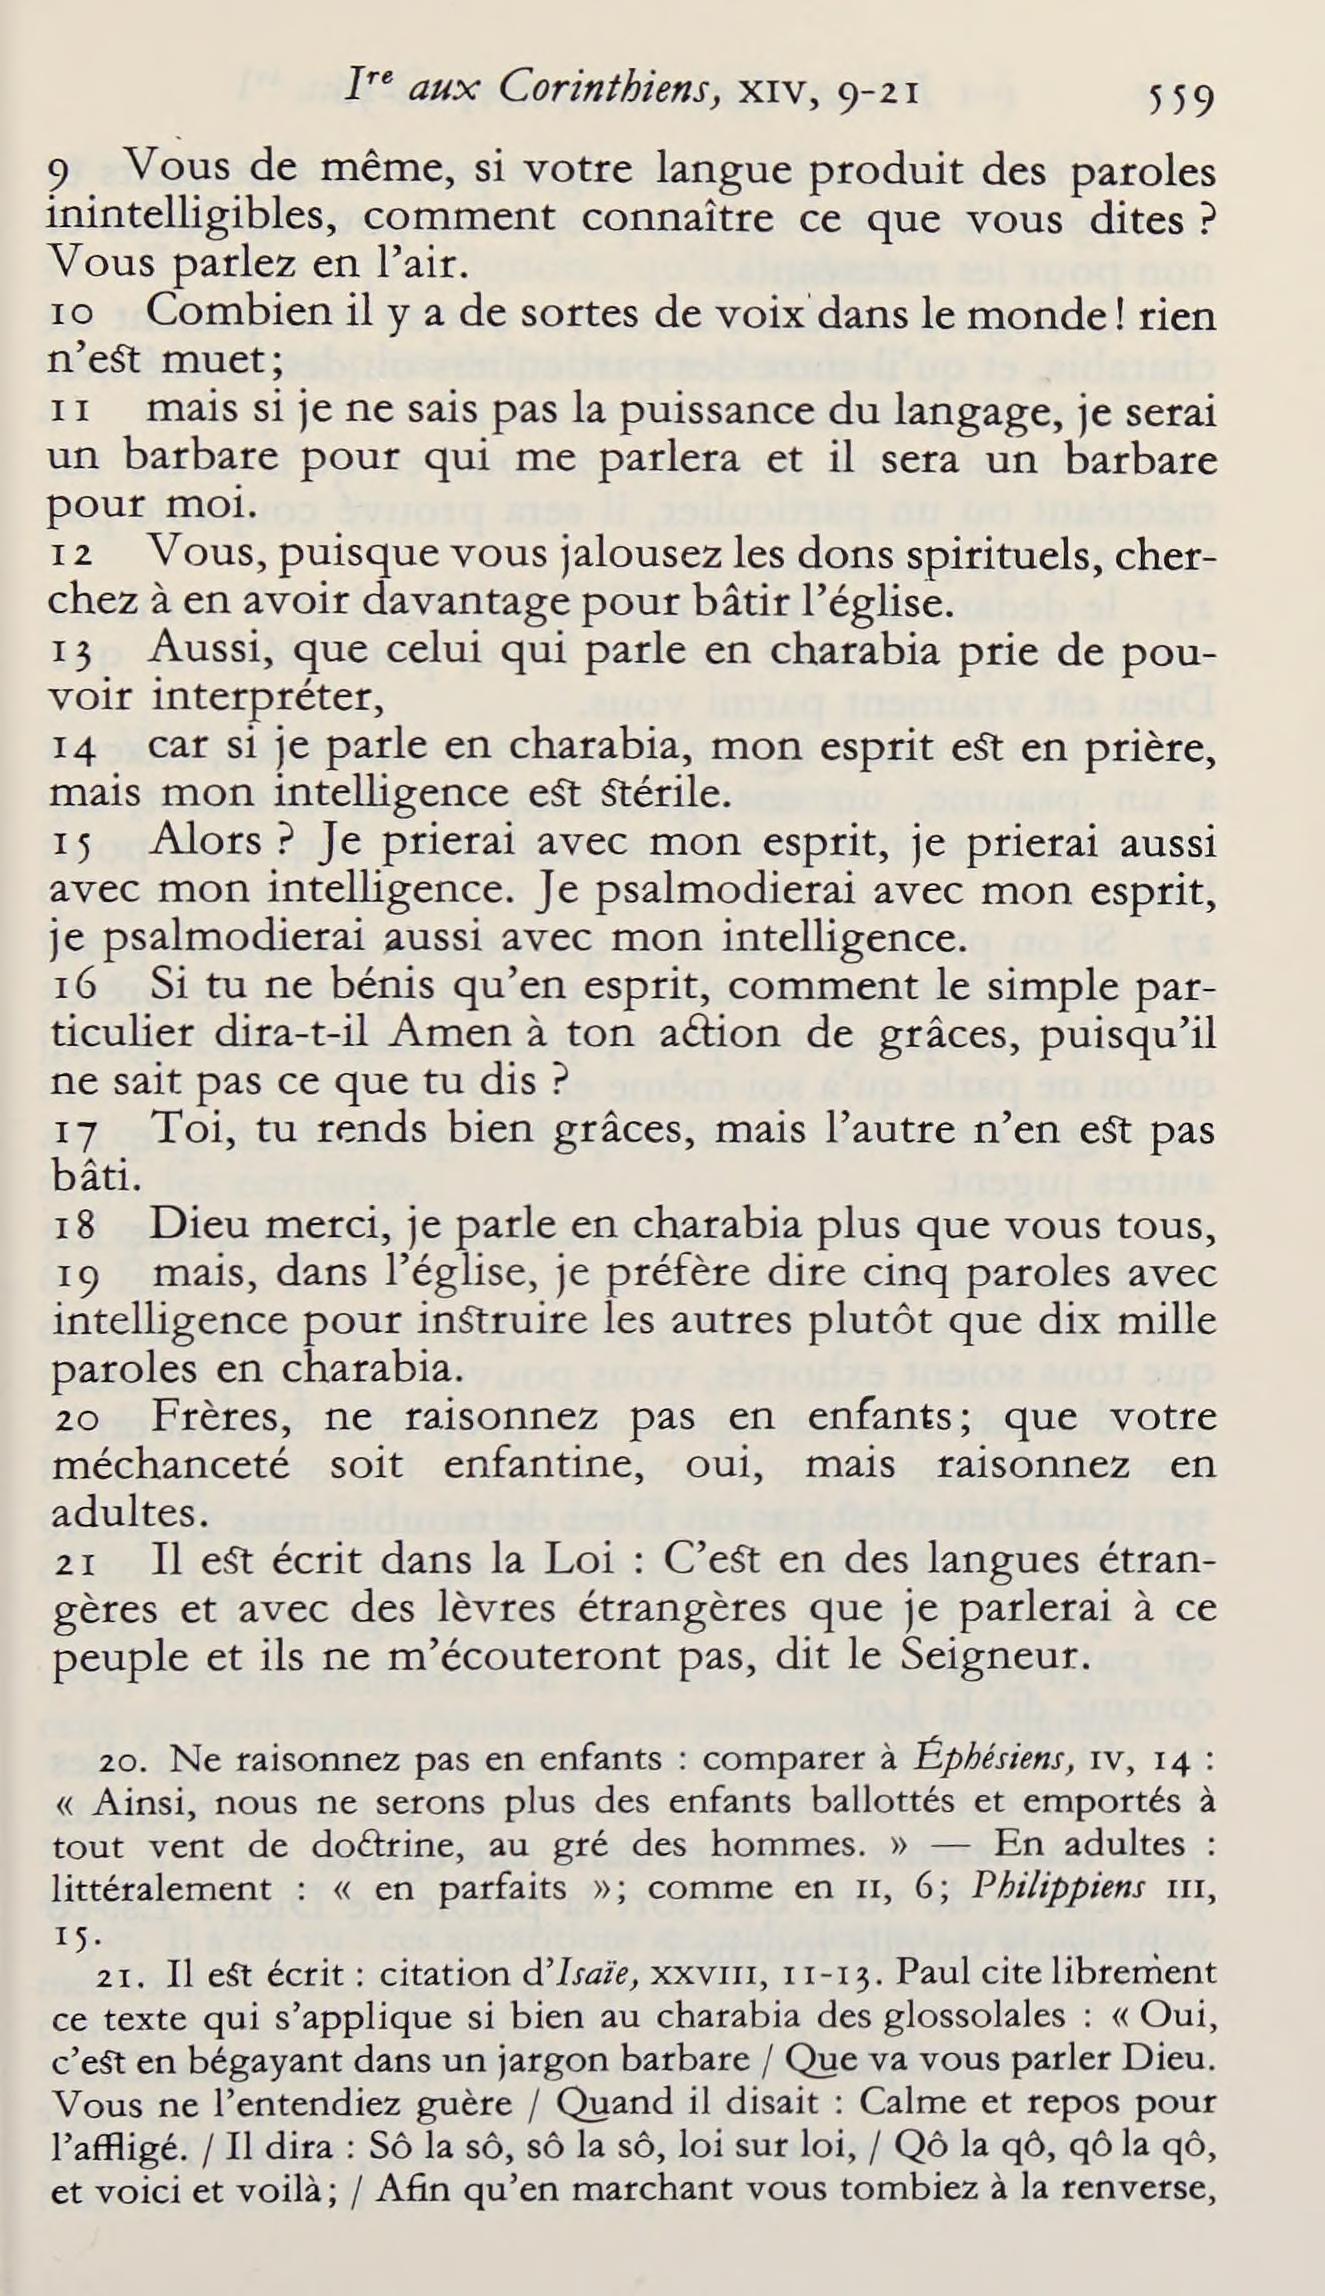 Ire aux Corinthiens, XIV, 9-21 559
9 Vous de même, si votre langue produit des paroles
inintelligibles, comment connaître ce que vous dites ?
Vous parlez en l’air.
10 Combien il y a de sortes de voix dans le monde ! rien
n’est muet ;
11 mais si je ne sais pas la puissance du langage, je serai
un barbare pour qui me parlera et il sera un barbare
pour moi.
12 Vous, puisque vous jalousez les dons spirituels, cher-
chez à en avoir davantage pour bâtir l’église.
13 Aussi, que celui qui parle en charabia prie de pou-
voir interpréter,
14 car si je parle en charabia, mon esprit est en prière,
mais mon intelligence est stérile.
15 Alors ? Je prierai avec mon esprit, je prierai aussi
avec mon intelligence. Je psalmodierai avec mon esprit,
je psalmodierai aussi avec mon intelligence.
16 Si tu ne bénis qu’en esprit, comment le simple par-
ticulier dira-t-il Amen à ton action de grâces, puisqu’il
ne sait pas ce que tu dis ?
17 Toi, tu rends bien grâces, mais l’autre n’en est pas
bâti.
18 Dieu merci, je parle en charabia plus que vous tous,
19 mais, dans l’église, je préfère dire cinq paroles avec
intelligence pour instruire les autres plutôt que dix mille
paroles en charabia.
20 Frères, ne raisonnez pas en enfants ; que votre
méchanceté soit enfantine, oui, mais raisonnez en
adultes.
21 Il est écrit dans la Loi : C’est en des langues étran-
gères et avec des lèvres étrangères que je parlerai à ce
peuple et ils ne m’écouteront pas, dit le Seigneur.
20. Ne raisonnez pas en enfants : comparer à Éphésiens, IV, 14 :
« Ainsi, nous ne serons plus des enfants ballottés et emportés à
tout vent de doctrine, au gré des hommes. » — En adultes :
littéralement : « en parfaits » ; comme en II, 6 ; Philippiens III,
15.
21. Il est écrit : citation d’Isaïe, XXVIII, 11-13. Paul cite librement
ce texte qui s’applique si bien au charabia des glossolales : « Oui,
c’est en bégayant dans un jargon barbare / Que va vous parler Dieu.
Vous ne l’entendiez guère / Quand il disait : Calme et repos pour
l’affligé. / Il dira : Sô la sô, sô la sô, loi sur loi, / Qô la qô, qô la qô,
et voici et voilà ; / Afin qu’en marchant vous tombiez à la renverse,